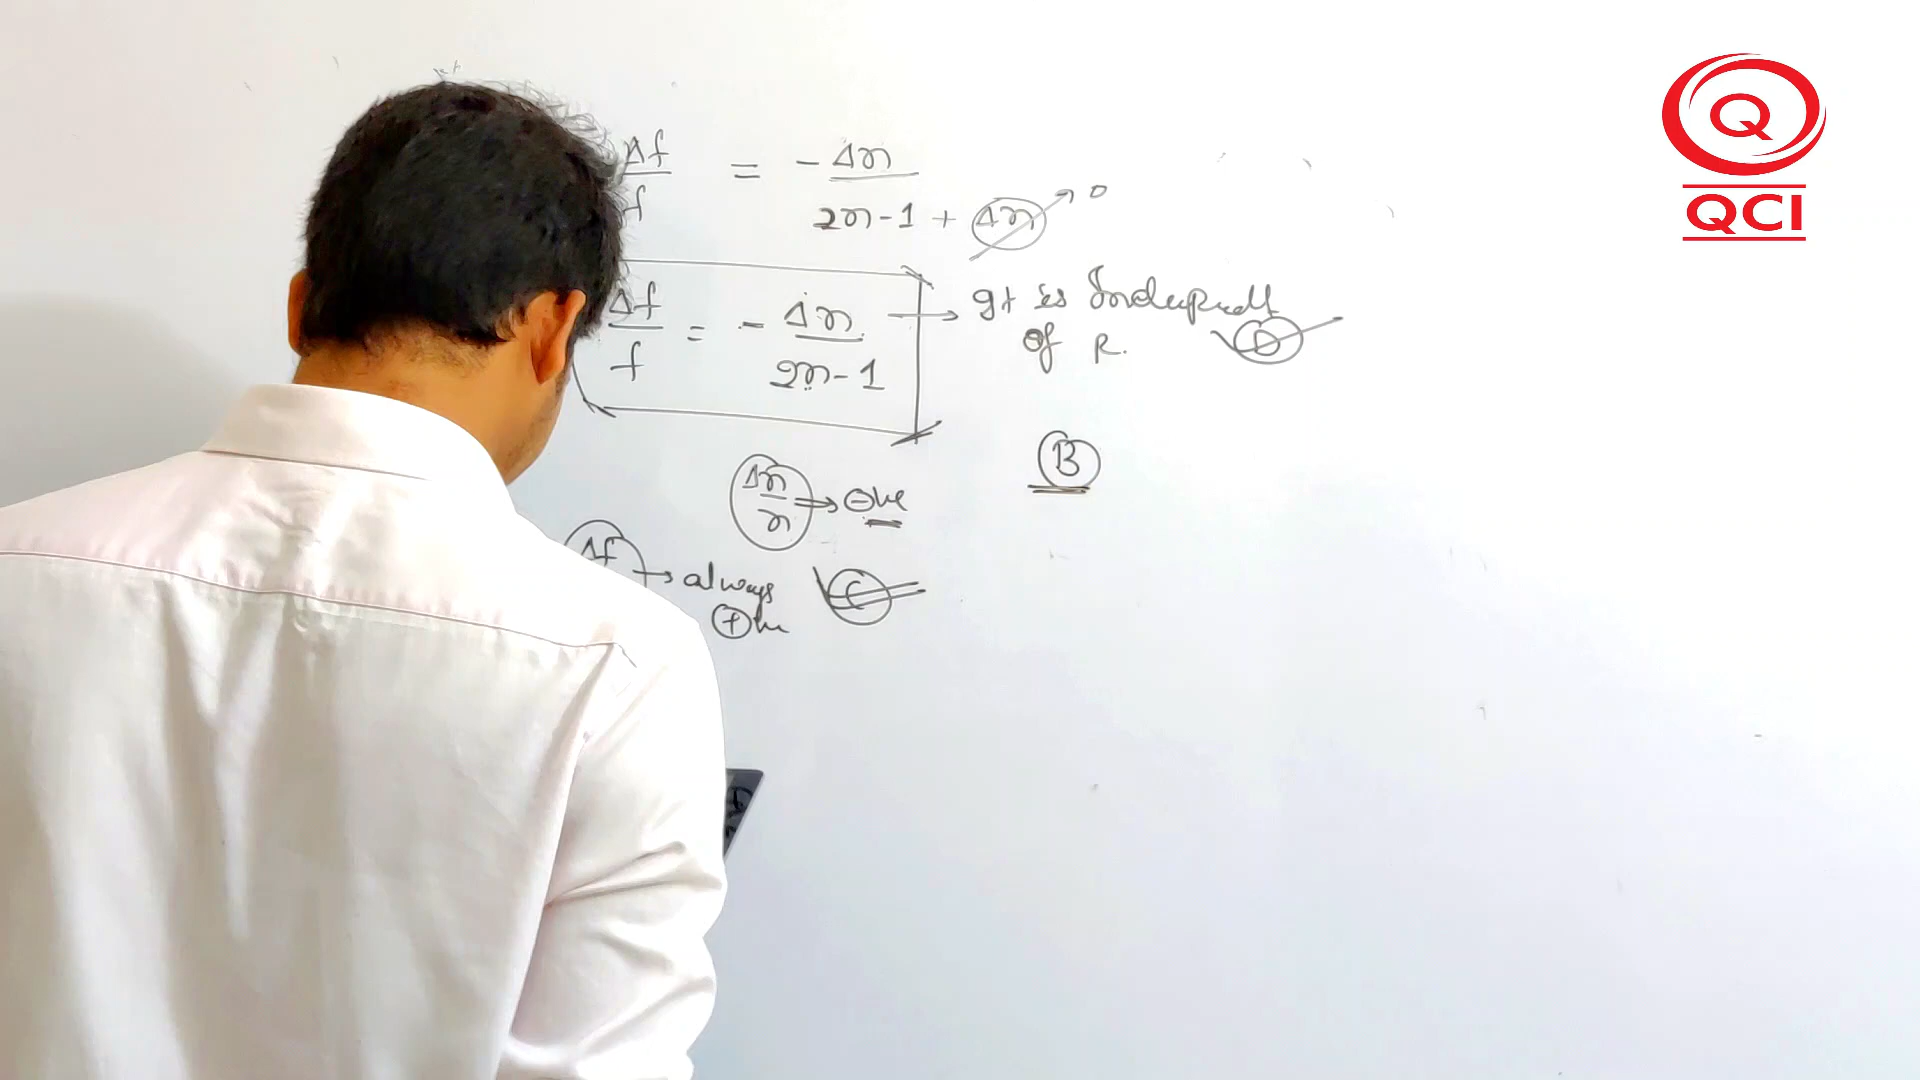 Δf/f = - Δn/(2n-1 + Δn) → 0
Δf/f = - Δn/(2n-1) → It is Independt
of R. D
B
Δn/n → ⊖ve
Δf → always
⊕ve C
Q
QCI